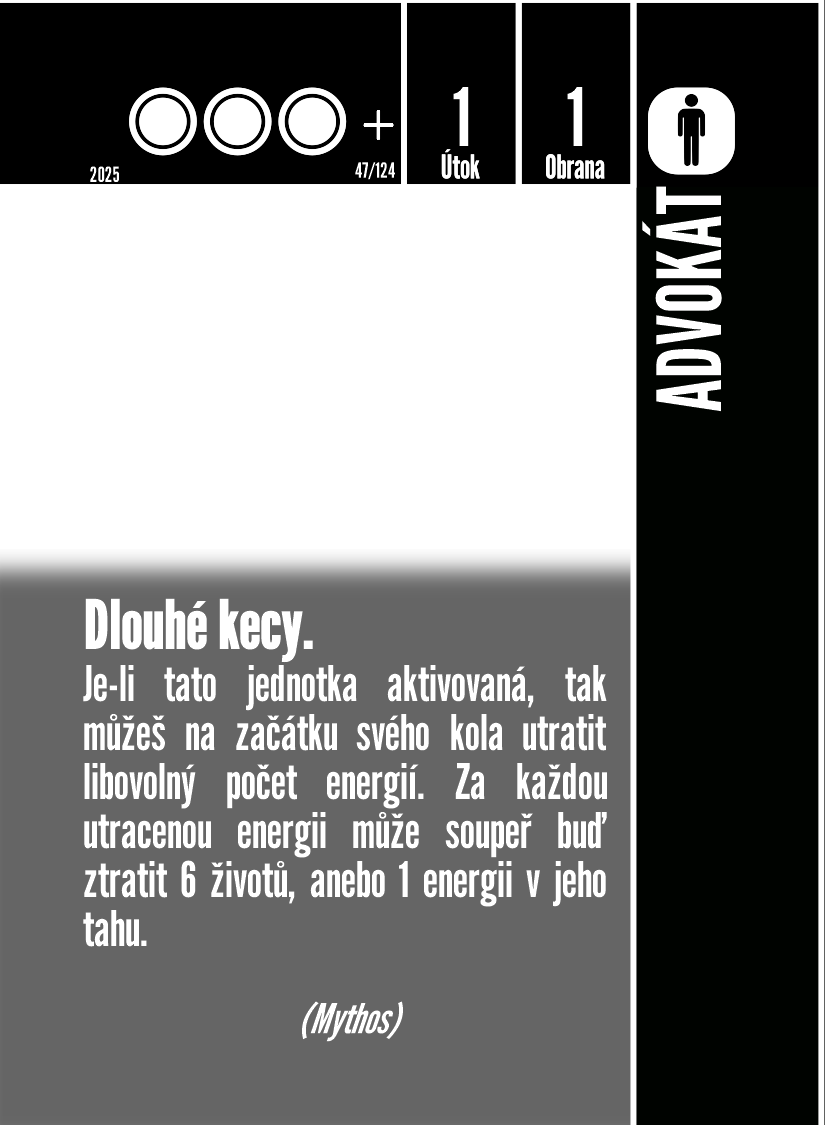 +
2025
47/124
1
Útok
1
Obrana
ADVOKÁT
Dlouhé kecy.
Je-li tato jednotka aktivovaná, tak
můžeš na začátku svého kola utratit
libovolný počet energií. Za každou
utracenou energii může soupeř buď
ztratit 6 životů, anebo 1 energii v jeho
tahu.
(Mythos)